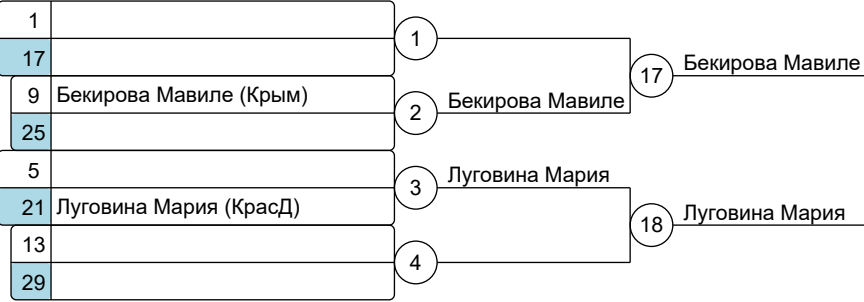 1
1
17
17 Бекирова Мавиле
9 Бекирова Мавиле (Крым)
2 Бекирова Мавиле
25
5
3 Луговина Мария
21 Луговина Мария (КрасД)
18 Луговина Мария
13
4
29